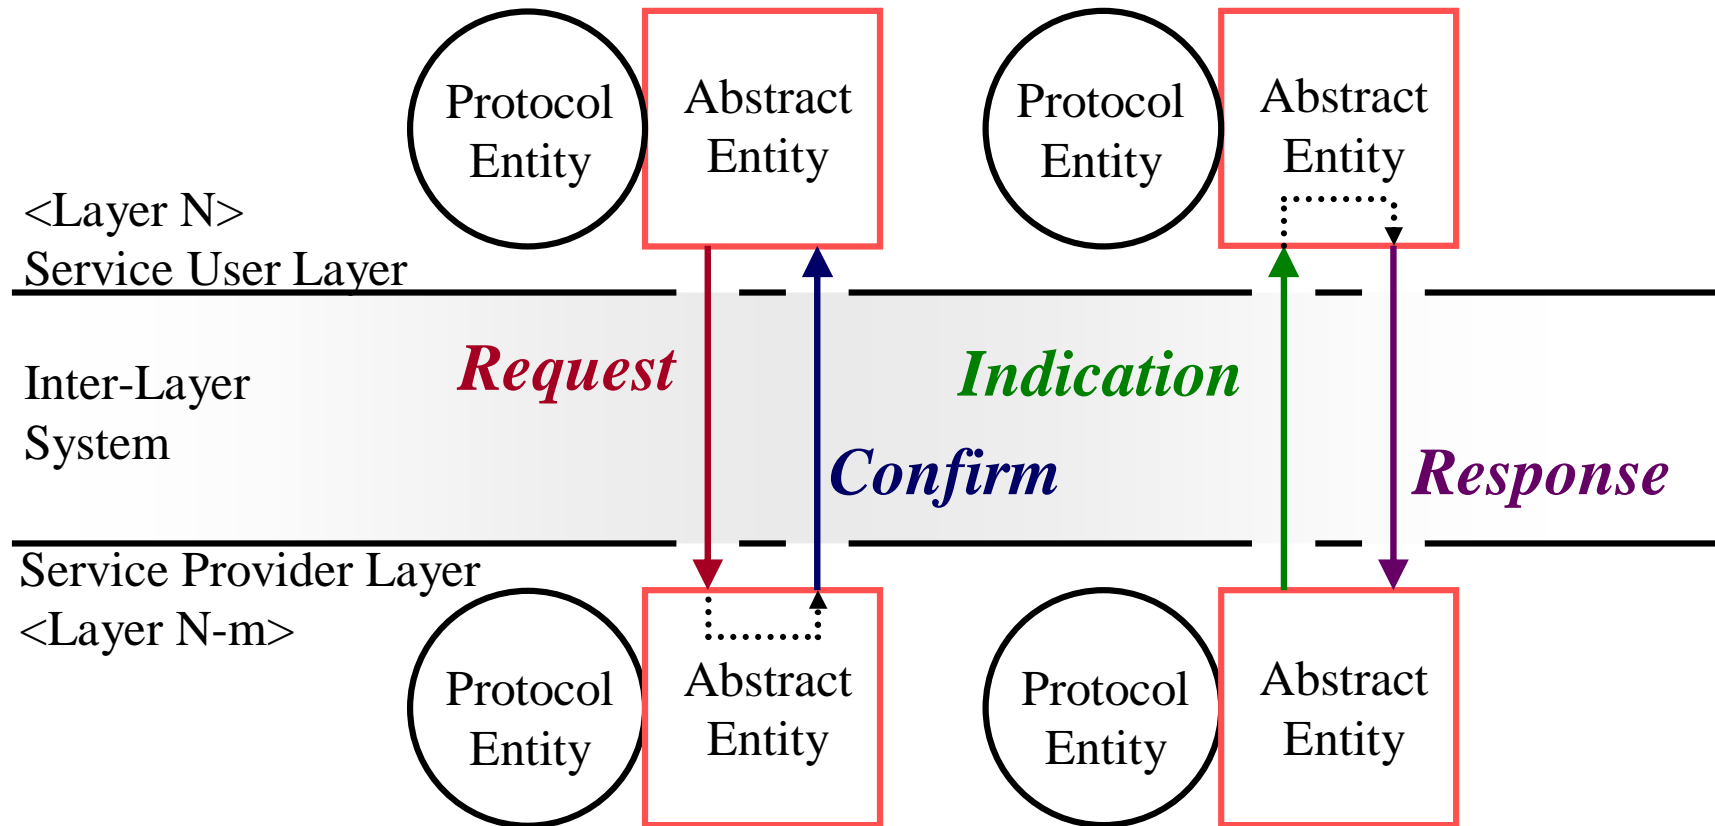 Protocol
Entity
Abstract
Entity
Protocol
Entity
Abstract
Entity
<Layer N>
Service User Layer
Inter-Layer
System
Request
Confirm
Indication
Response
Service Provider Layer
<Layer N-m>
Protocol
Entity
Abstract
Entity
Protocol
Entity
Abstract
Entity